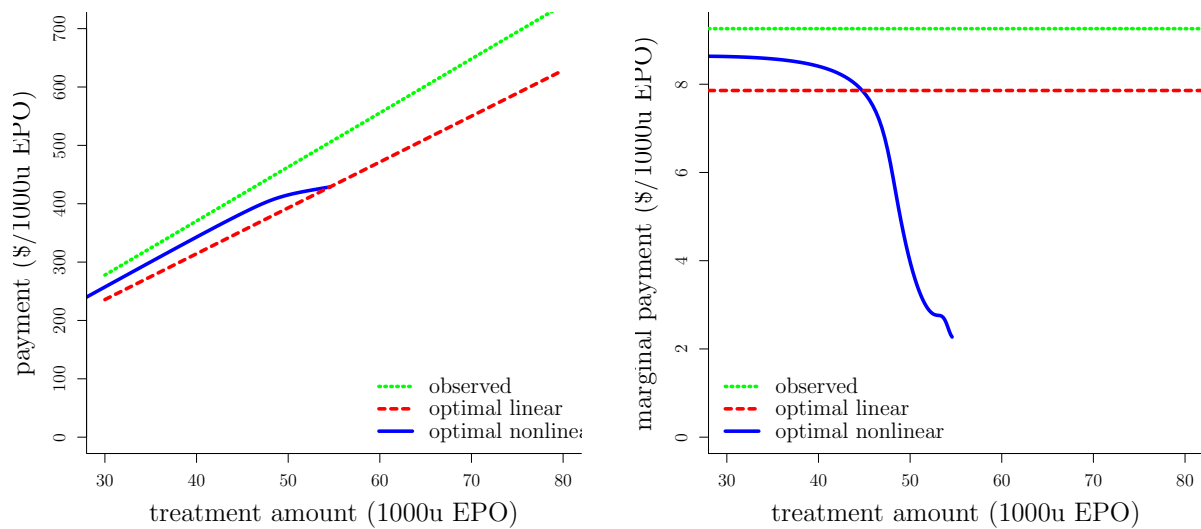 payment ($/1000u EPO)
700
600
500
400
300
200
100
0
observed
optimal linear
optimal nonlinea
30 40 50 60 70 80
treatment amount (1000u EPO)
marginal payment ($/1000u EPO)
8
6
4
2
0
observed
optimal linear
optimal nonlinear
30 40 50 60 70 80
treatment amount (1000u EPO)